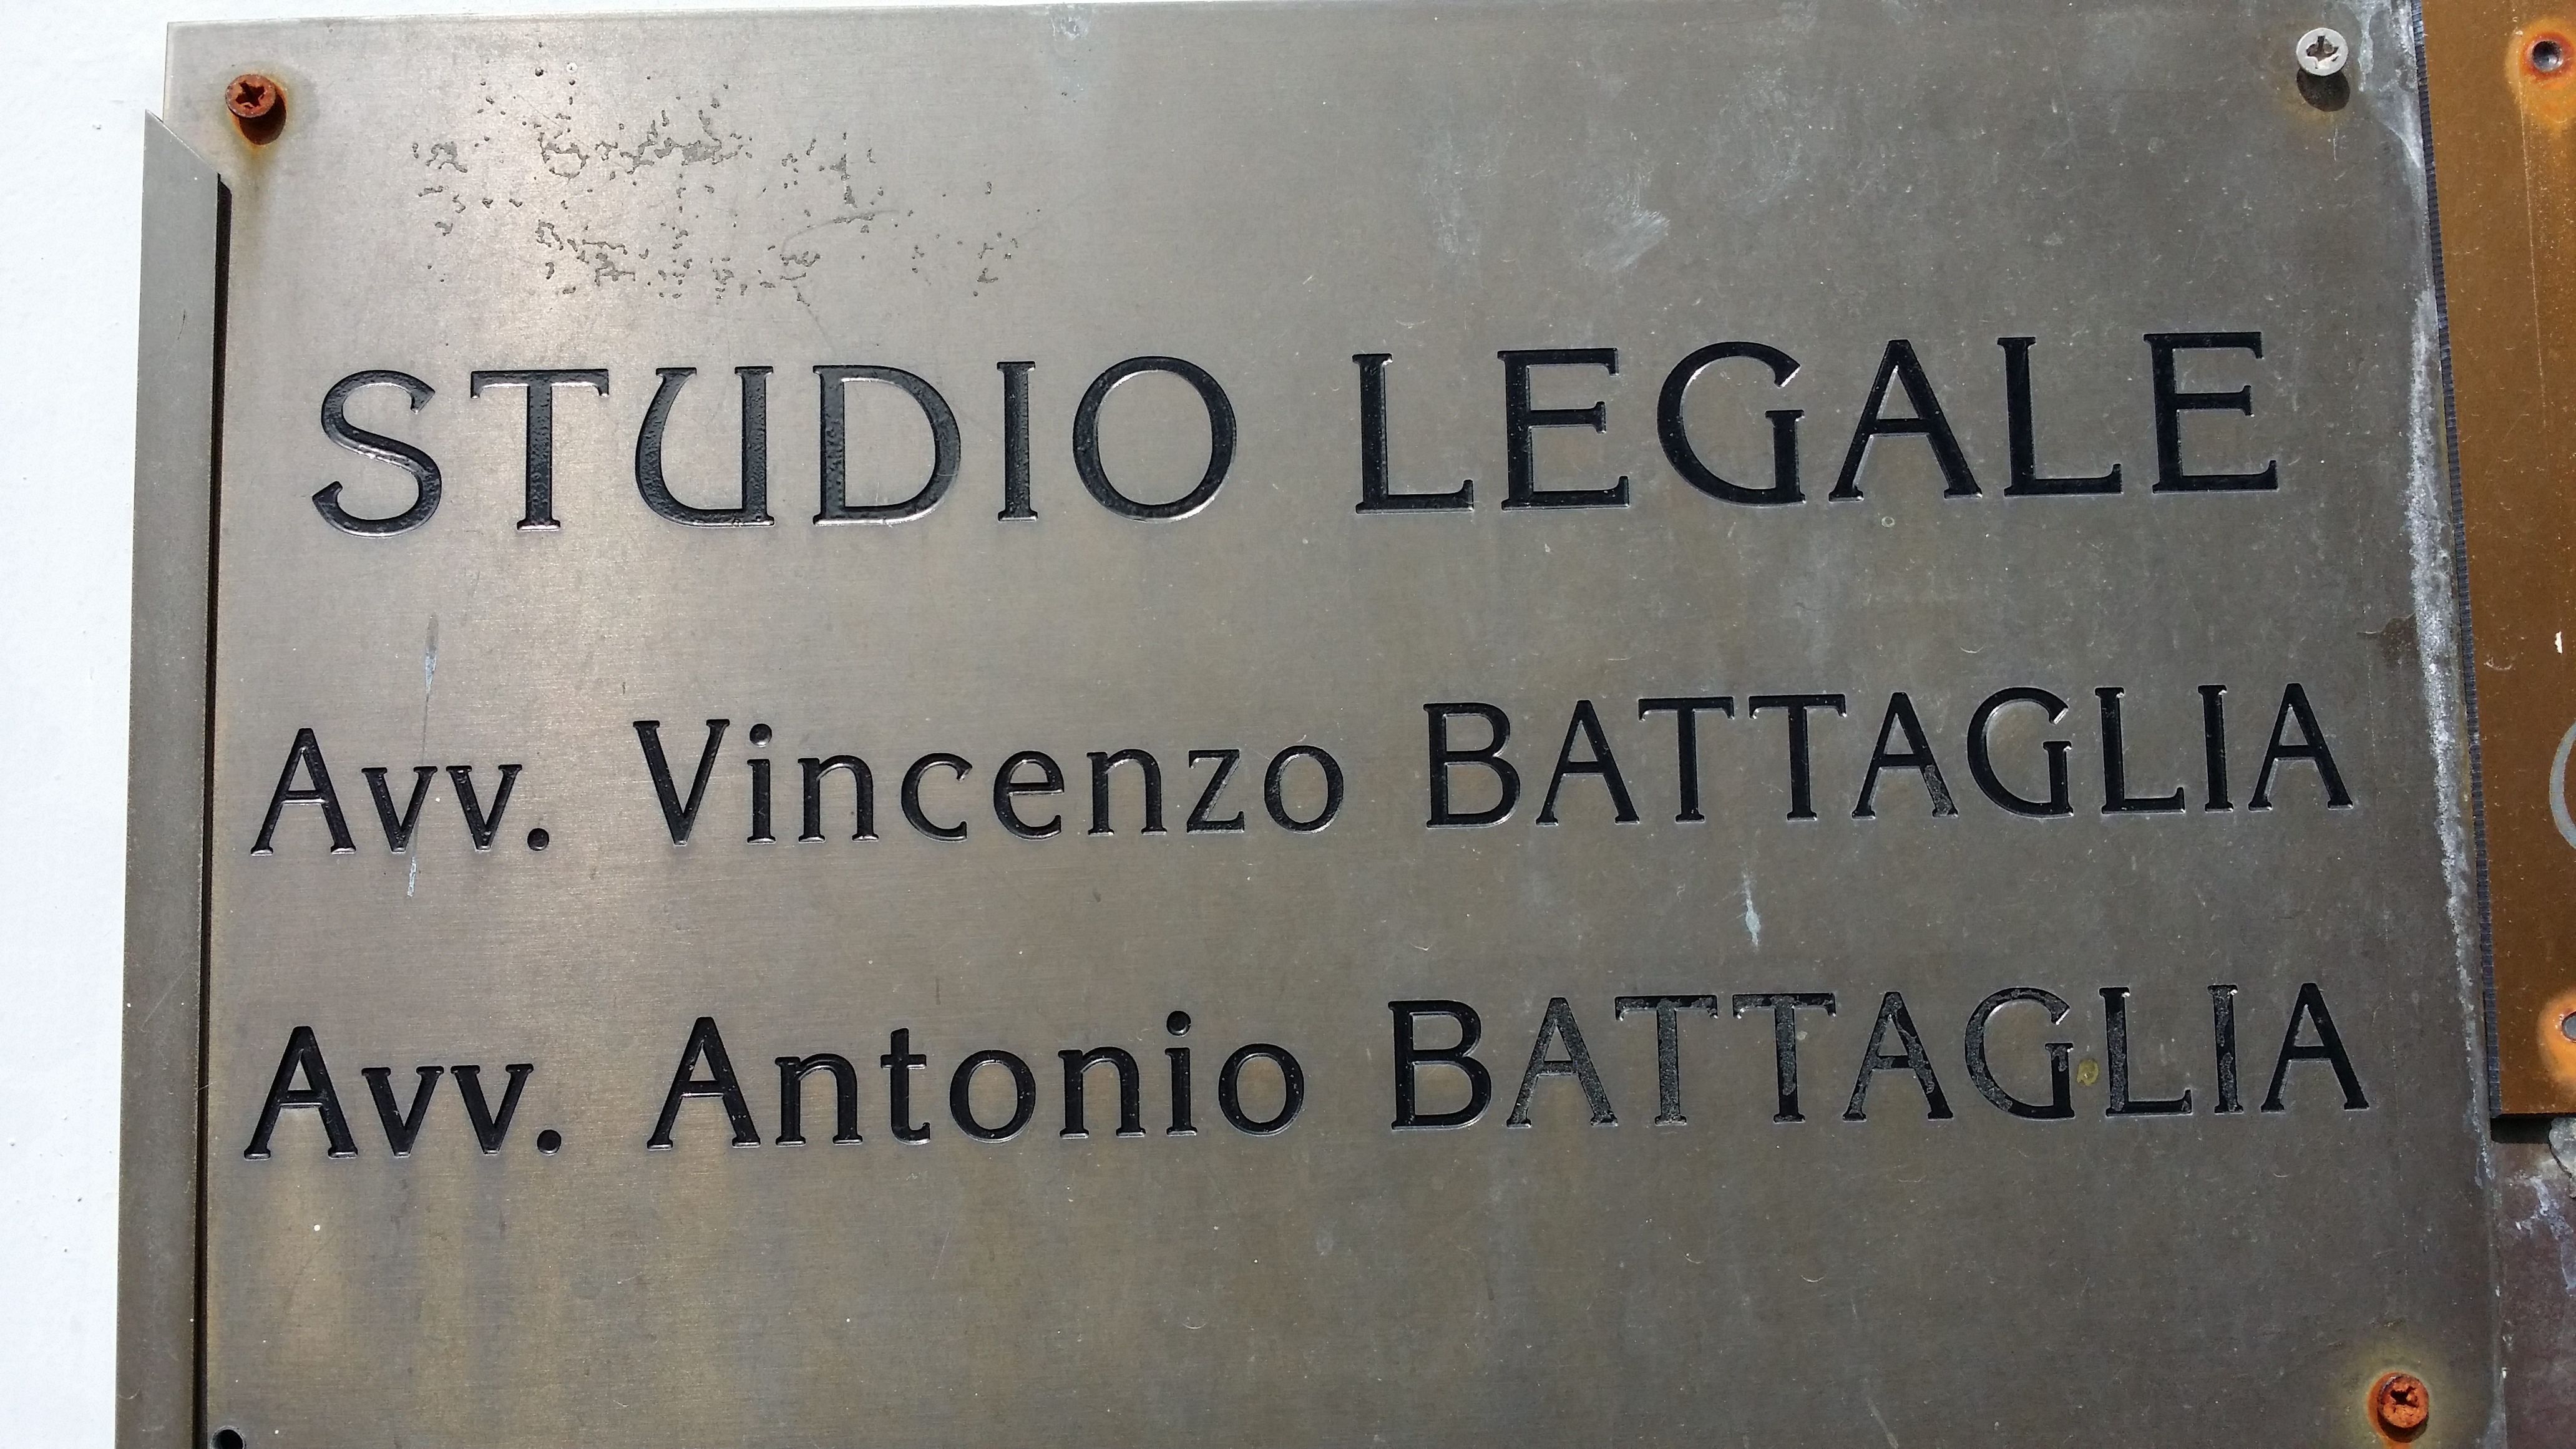 STUDIO LEGALE
Avv. Vincenzo BATTAGLIA
Avv. Antonio BATTAGLIA